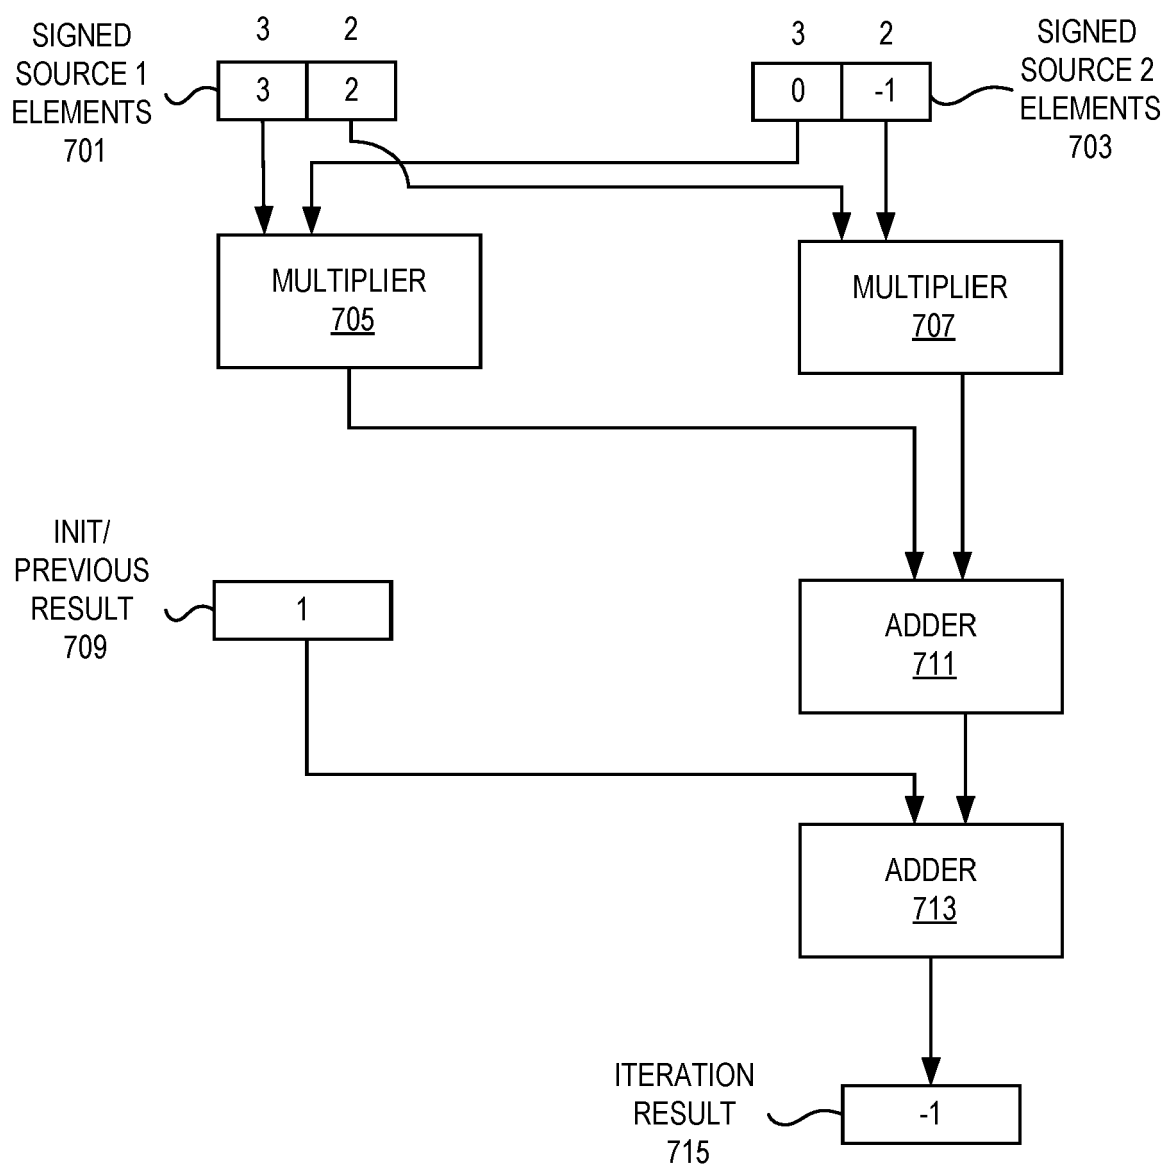 SIGNED
SOURCE 1
ELEMENTS
701
3 2
3 2
3 2
0 -1
SIGNED
SOURCE 2
ELEMENTS
703
MULTIPLIER
705
MULTIPLIER
707
INIT/
PREVIOUS
RESULT
709
1
ADDER
711
ADDER
713
ITERATION
RESULT
715
-1